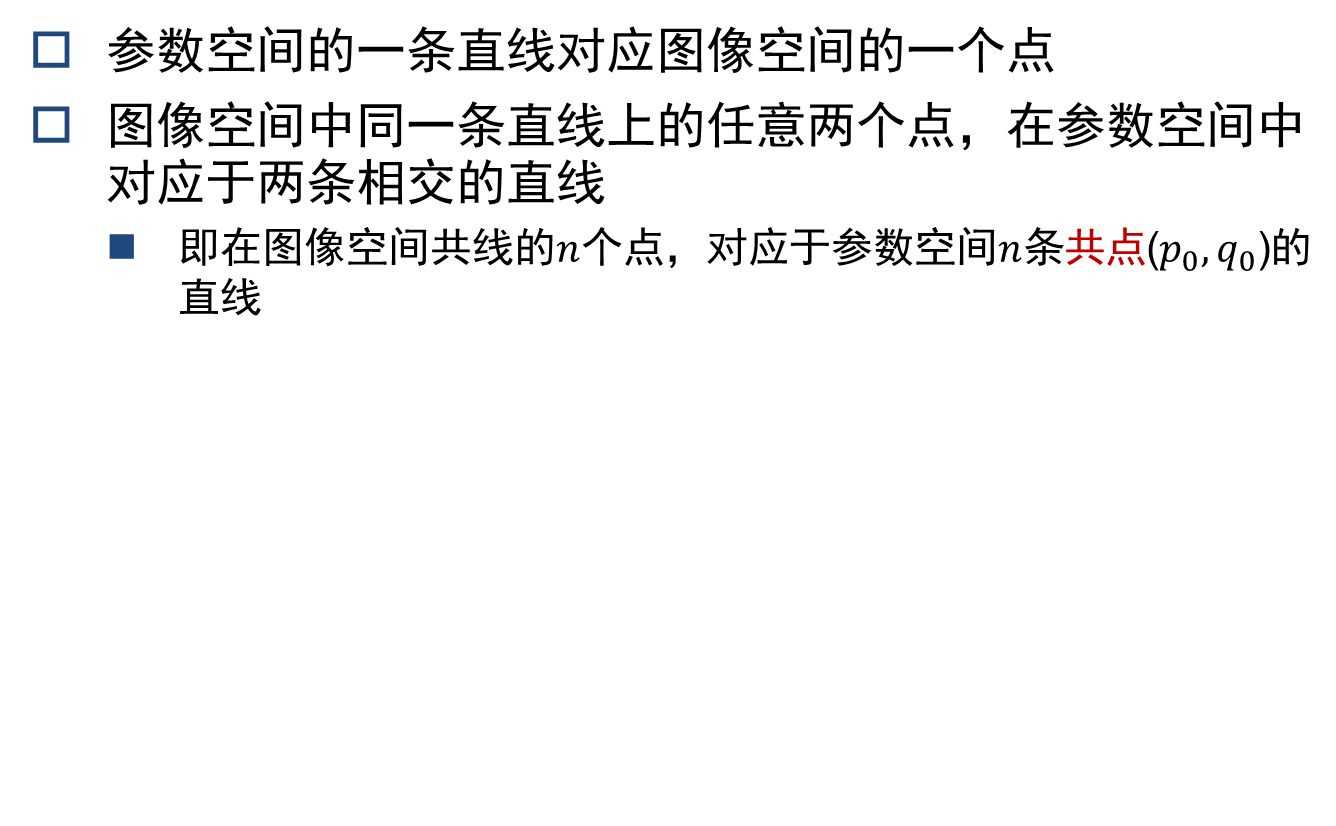 参数空间的一条直线对应图像空间的一个点
图像空间中同一条直线上的任意两个点，在参数空间中
对应于两条相交的直线
即在图像空间共线的n个点，对应于参数空间n条共点(p₀, q₀)的
直线